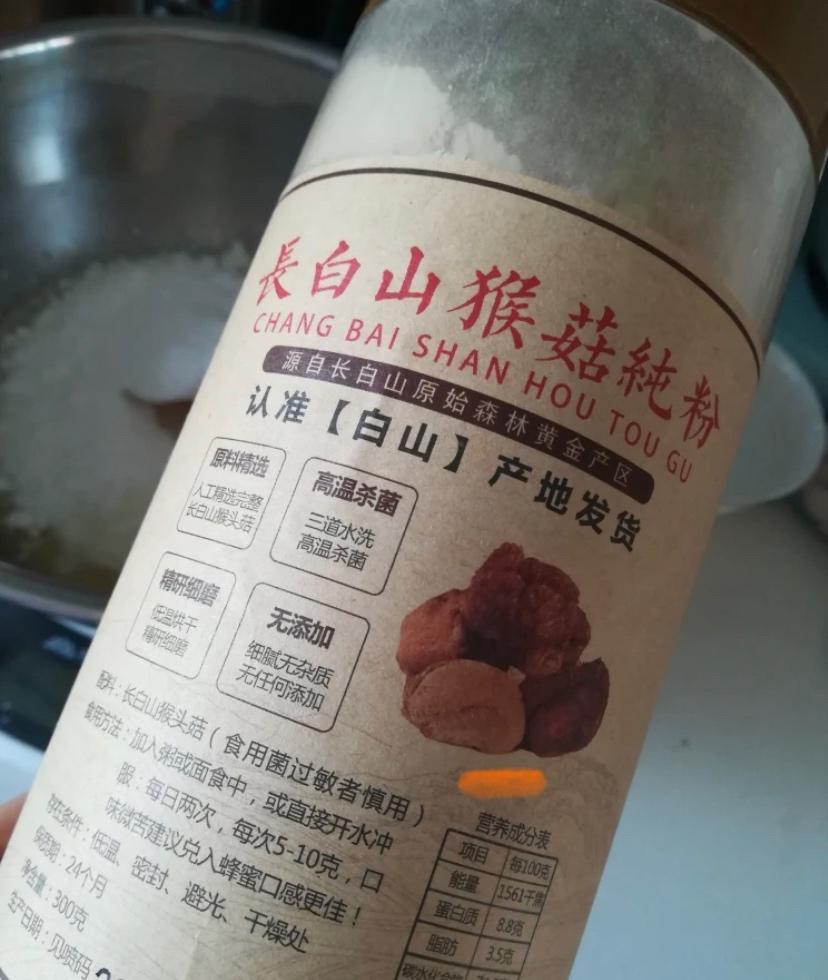 長白山猴菇純粉
CHANG BAI SHAN HOU TOU GU
源自长白山原始森林黄金产区
认准【白山】产地发货
原料精选
人工精选完整
长白山猴头菇
高温杀菌
三道水洗
高温杀菌
精研细磨
低温烘干
精研细磨
无添加
细腻无杂质
无任何添加
配料：长白山猴头菇（食用菌过敏者慎用）
食用方法：加入粥或面食中，或直接开水冲
服：每日两次，每次5-10克，口
味微苦建议兑入蜂蜜口感更佳！
条件：低温、密封、避光、干燥处
保质期：24个月
净含量：300克
生产日期：见喷码
营养成分表
项目 每100克
能量 1561千焦
蛋白质 8.8克
脂肪 3.5克
碳水化合物